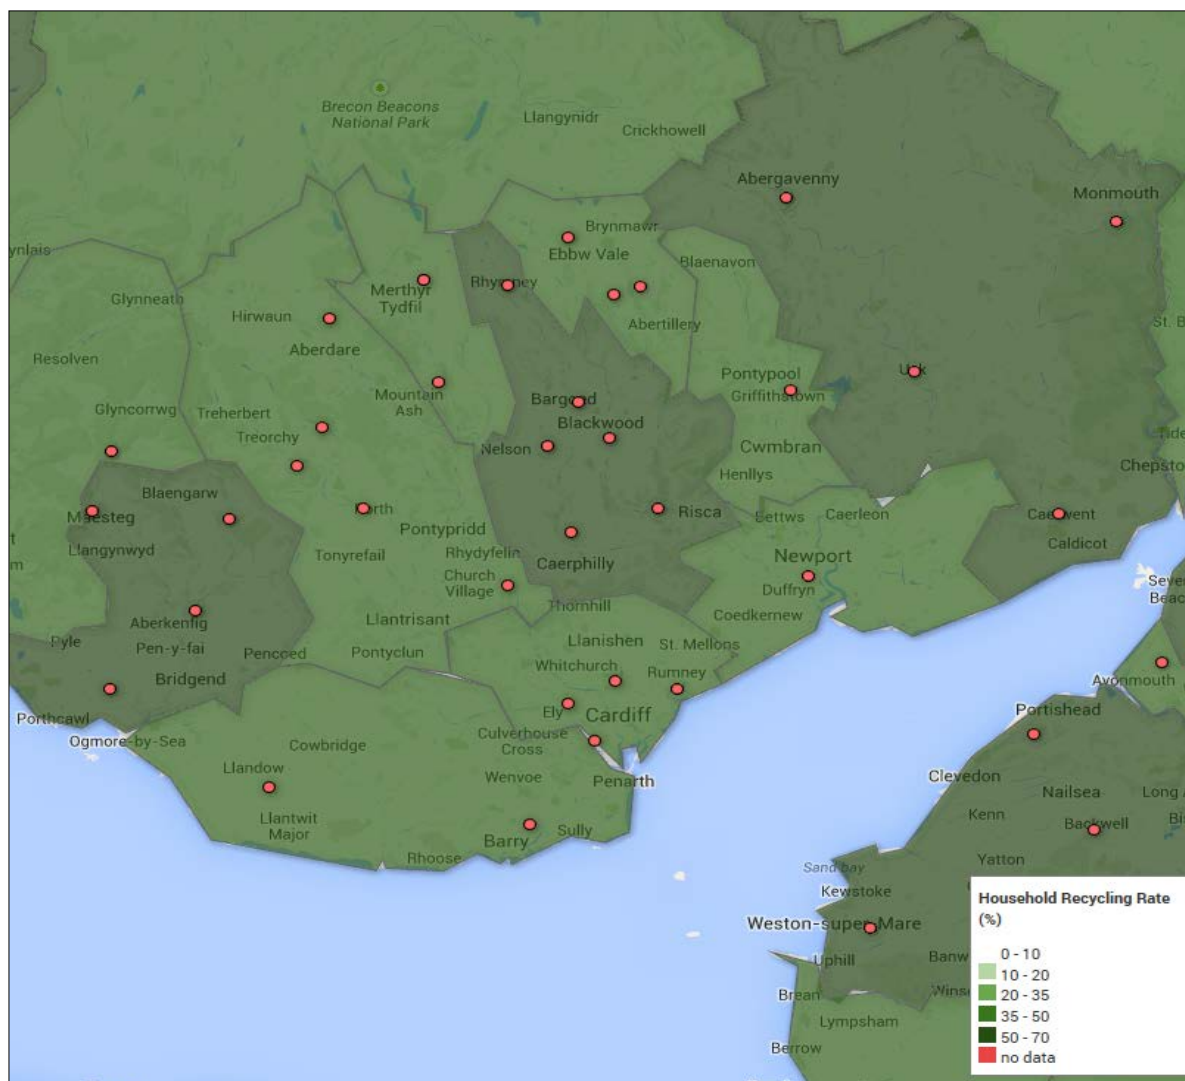 Brecon Beacons
National Park
Llangynidr
Crickhowell
Abergavenny
Monmouth
Brynmawr
Ebbw Vale
ynlais
Blaenavon
Rhymney
Merthyr
Tydfil
Glynneath
Hirwaun
Abertillery
St. B
Aberdare
Resolven
Pontypool
Usk
Griffithstown
Mountain
Ash
Bargoed
Glyncorrwg
Treherbert
Blackwood
Treorchy
Nelson
Cwmbran
Chepsto
Henllys
Blaengarw
Maesteg
Porth
Risca
Bettws
Caerleon
Caerwent
Pontypridd
Caldicot
Llangynwyd
Tonyrefail
Rhydyfelin
Caerphilly
Newport
Church
Village
Duffryn
Sever
Beac
Thornhill
Aberkenfig
Llantrisant
Coedkernew
Pyle
Pen-y-fai
Pencoed
Pontyclun
Llanishen
St. Mellons
Whitchurch
Rumney
Bridgend
Avonmouth
Porthcawl
Ely
Cardiff
Portishead
Ogmore-by-Sea
Cowbridge
Culverhouse
Cross
Llandow
Wenvoe
Penarth
Clevedon
Nailsea
Long A
Llantwit
Major
Kenn
Backwell
Barry
Sully
Rhoose
Yatton
Sand bay
Kewstoke
Weston-super-Mare
Uphill
Banw
Brean
Winsc
Lympsham
Berrow
Household Recycling Rate
(%)
0 - 10
10 - 20
20 - 35
35 - 50
50 - 70
no data